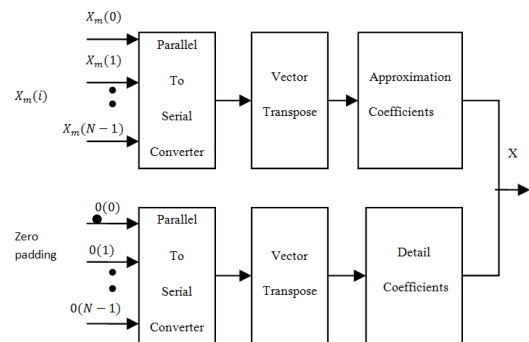 X_m(0)
X_m(1)
X_m(i)
X_m(N − 1)
Parallel
To
Serial
Converter
Vector
Transpose
Approximation
Coefficients
X
0(0)
Zero
padding
0(1)
0(N − 1)
Parallel
To
Serial
Converter
Vector
Transpose
Detail
Coefficients